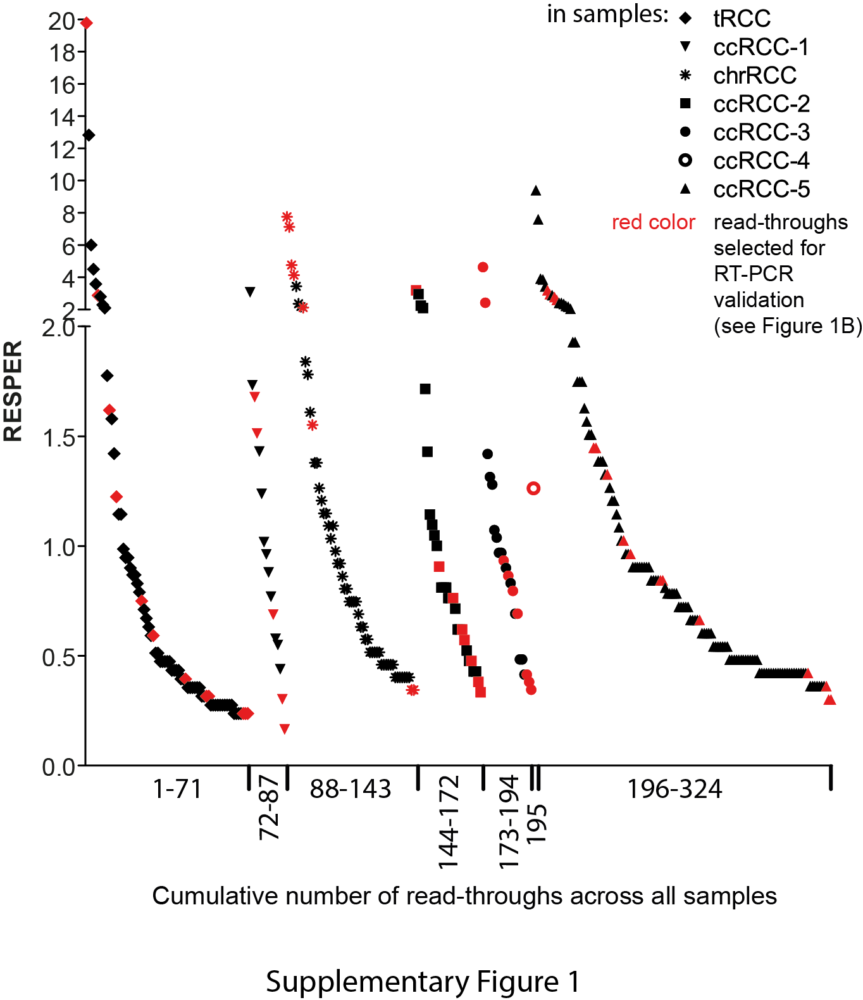 in samples:
tRCC
ccRCC-1
chrRCC
ccRCC-2
ccRCC-3
ccRCC-4
ccRCC-5
red color read-throughs
selected for
RT-PCR
validation
(see Figure 1B)
20
18
16
14
12
10
8
6
4
2
2.0
1.5
1.0
0.5
0.0
RESPER
1-71
72-87
88-143
144-172
173-194
195
196-324
Cumulative number of read-throughs across all samples
Supplementary Figure 1